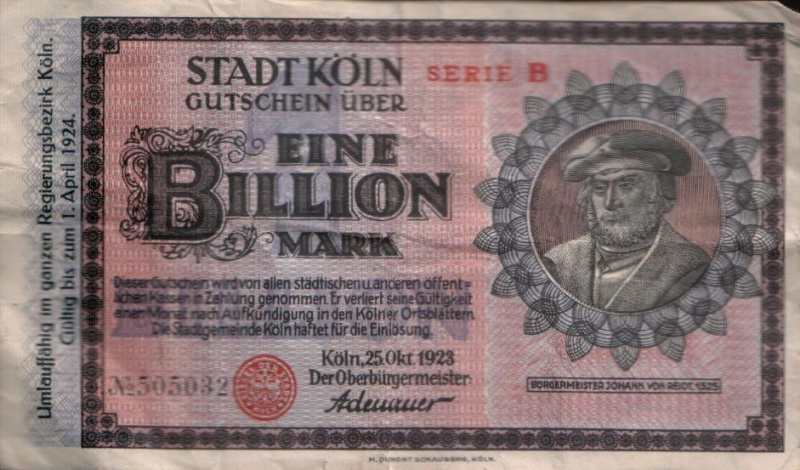 Umlauffähig im ganzen Regierungsbezirk Köln.
Gültig bis zum 1. April 1924.
STADT KÖLN
SERIE B
GUTSCHEIN ÜBER
EINE
BILLION
MARK
Dieser Gutschein wird von allen städtischen u. anderen öffent=
lichen Kassen in Zahlung genommen. Er verliert seine Gültigkeit
einen Monat nach Aufkündigung in den Kölner Ortsblättern.
Die Stadtgemeinde Köln haftet für die Einlösung.
Köln, 25. Okt. 1923
Der Oberbürgermeister:
№505032
Adenauer
BÜRGERMEISTER JOHANN VON REIDT, 1525
M. DUMONT SCHAUBERG, KÖLN.